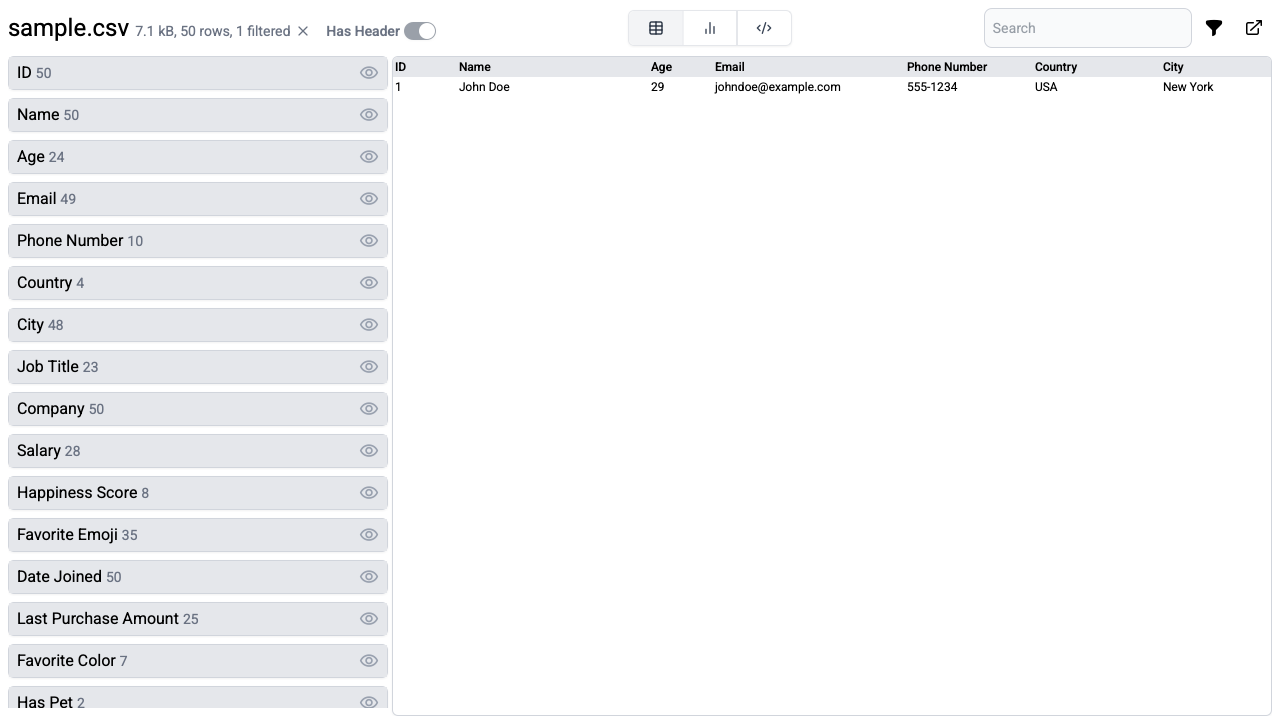 sample.csv 7.1 kB, 50 rows, 1 filtered Has Header
Search
ID 50
Name 50
Age 24
Email 49
Phone Number 10
Country 4
City 48
Job Title 23
Company 50
Salary 28
Happiness Score 8
Favorite Emoji 35
Date Joined 50
Last Purchase Amount 25
Favorite Color 7
Has Pet 2
ID Name Age Email Phone Number Country City
1 John Doe 29 johndoe@example.com 555-1234 USA New York